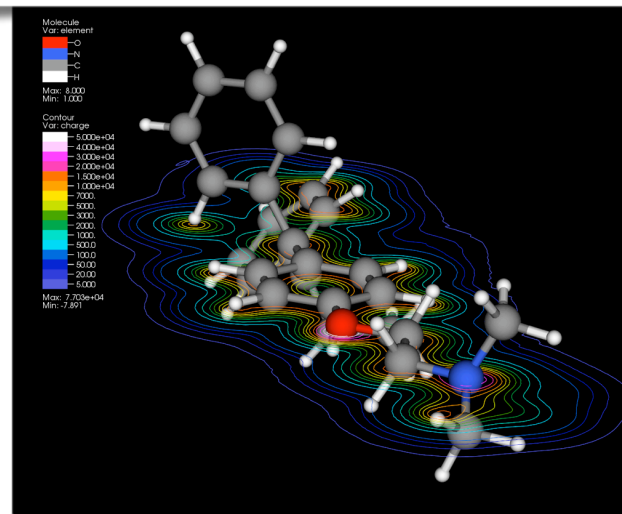 Molecule
Var: element
O
N
C
H
Max: 8.000
Min: 1.000
Contour
Var: charge
5.000e+04
4.000e+04
3.000e+04
2.000e+04
1.500e+04
1.000e+04
7000.
5000.
3000.
2000.
1000.
500.0
100.0
50.00
20.00
5.000
Max: 7.703e+04
Min: -7.891